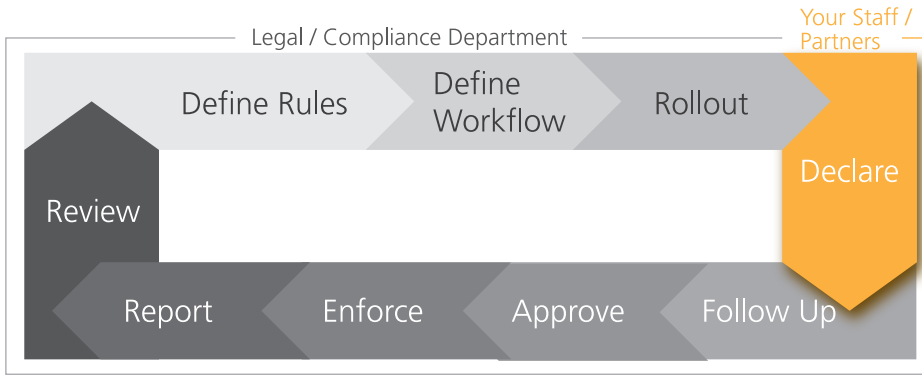 Your Staff /
Partners
Legal / Compliance Department
Define Rules
Define
Workflow
Rollout
Declare
Review
Report
Enforce
Approve
Follow Up